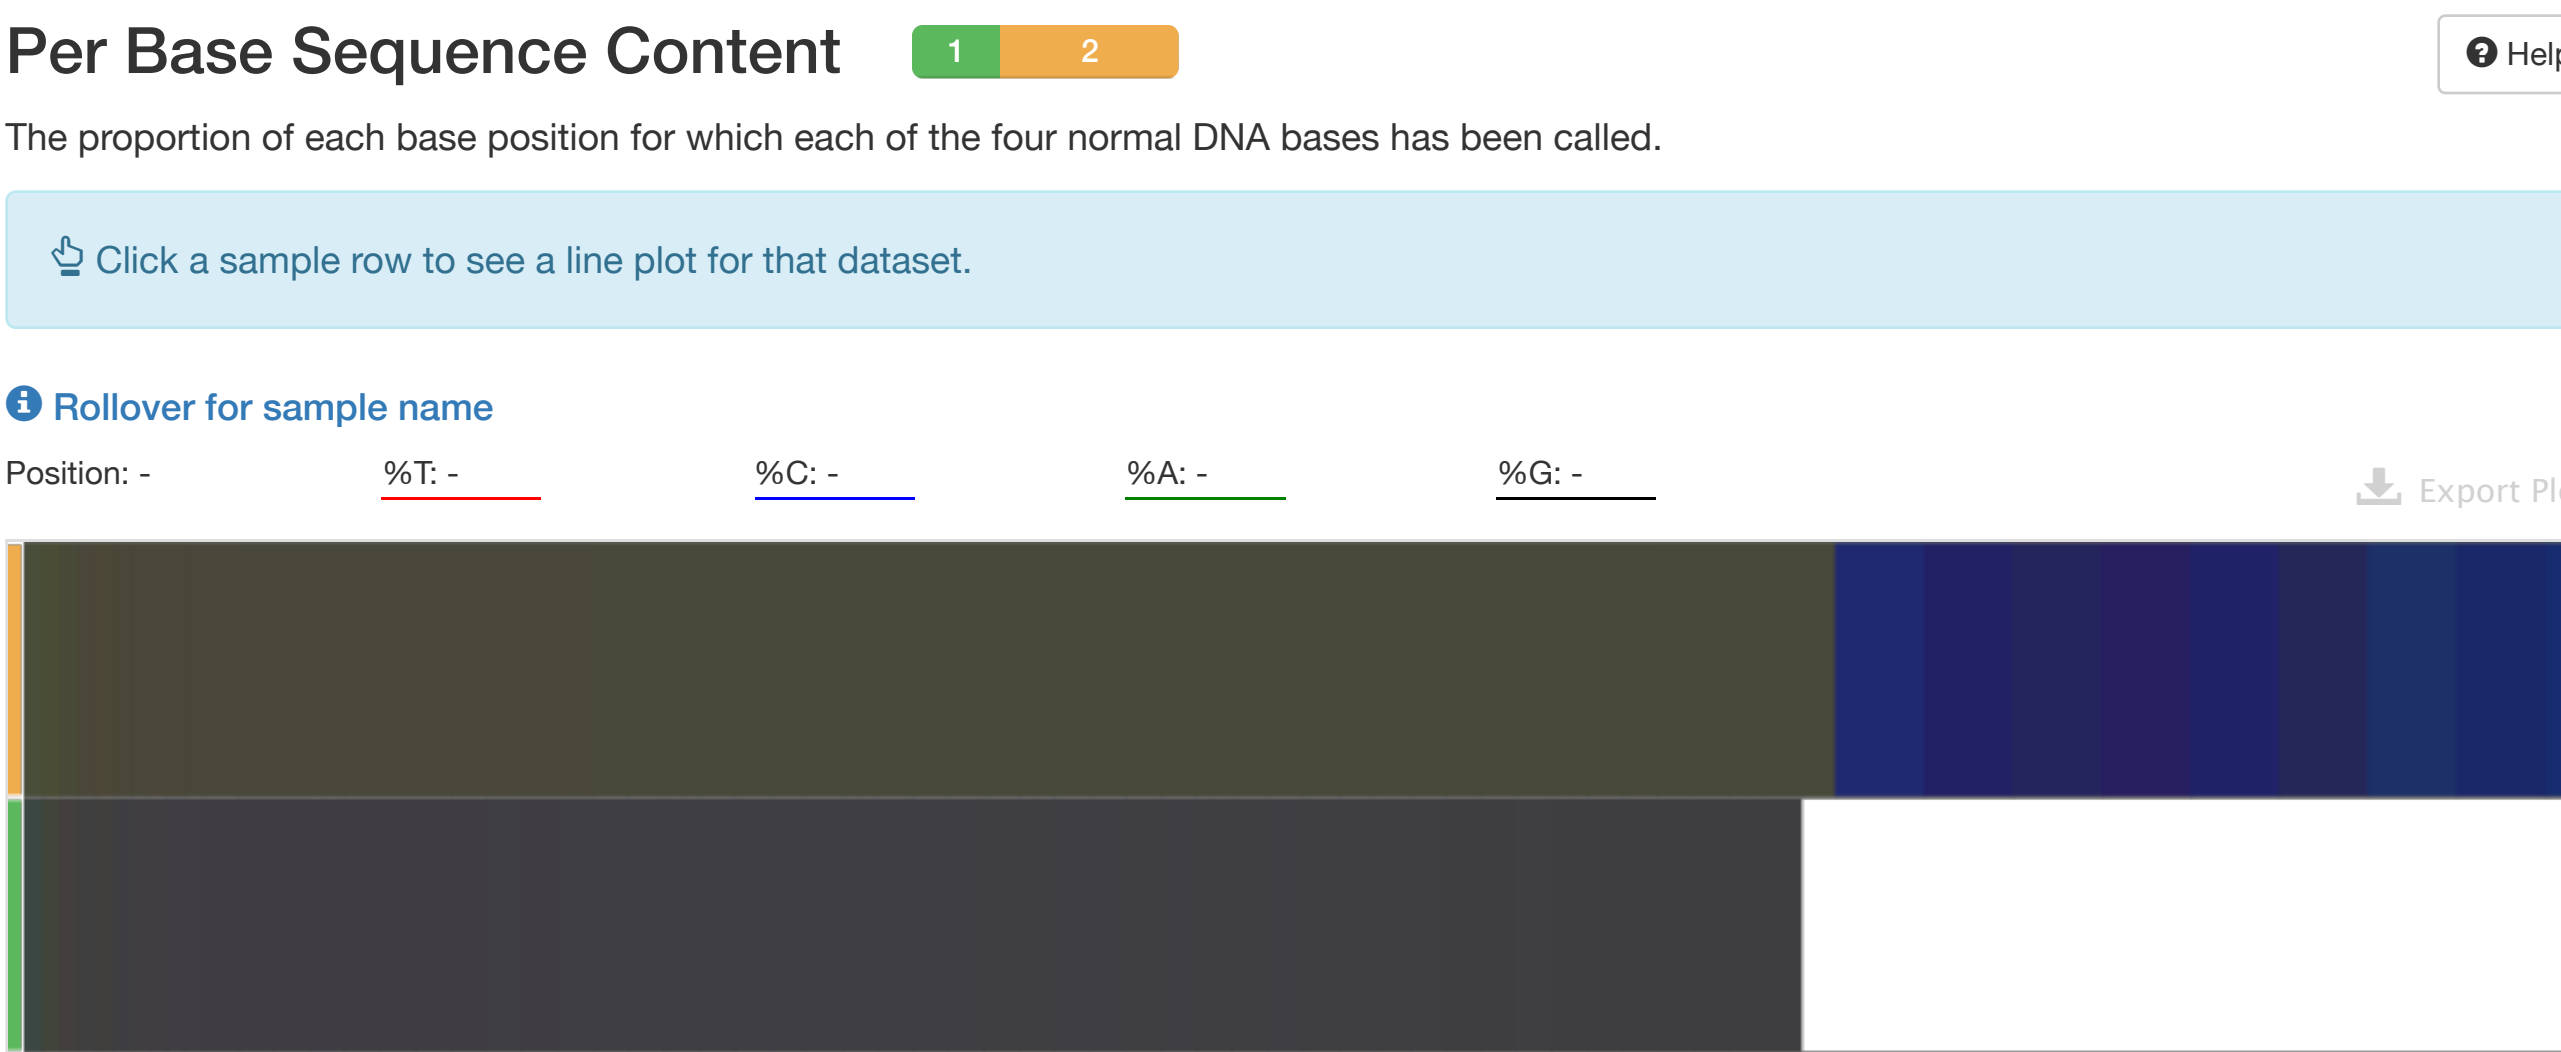 Per Base Sequence Content 1 2
Help
The proportion of each base position for which each of the four normal DNA bases has been called.
Click a sample row to see a line plot for that dataset.
Rollover for sample name
Position: - %T: - %C: - %A: - %G: -
Export Plo